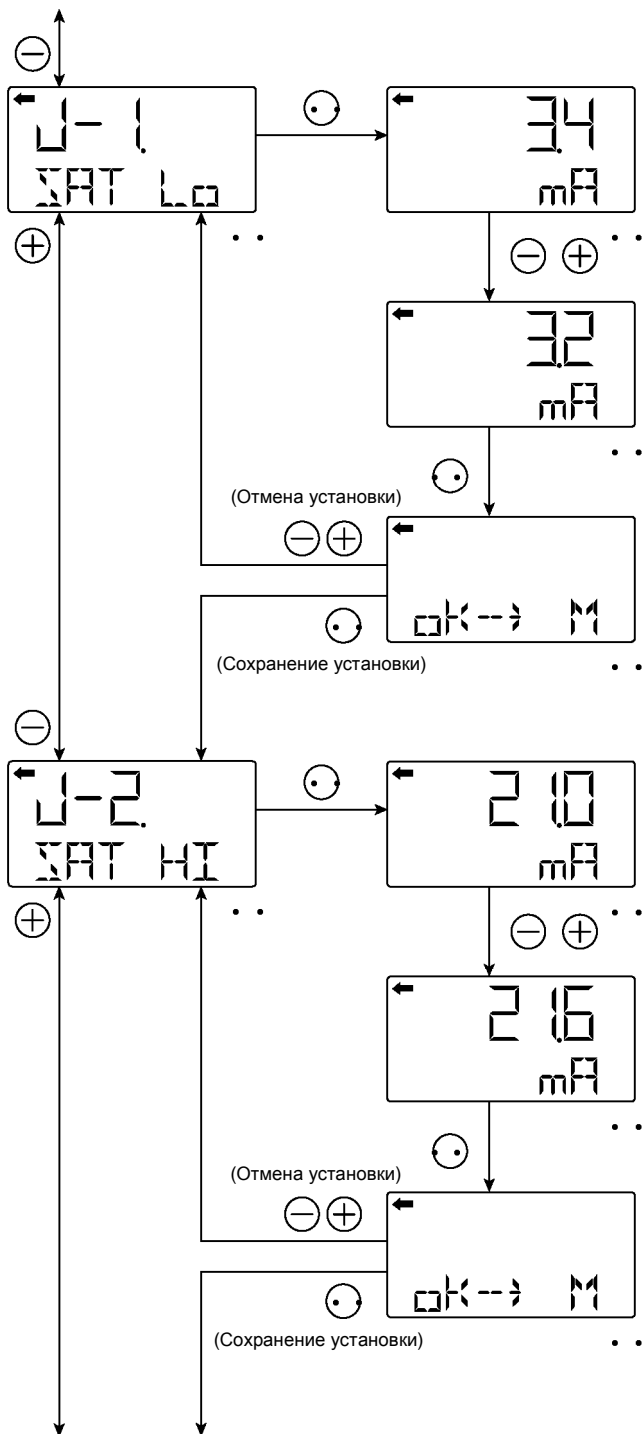 J-1.
SAT Lo
3.4
mA
3.2
mA
(Отмена установки)
oK--> M
(Сохранение установки)
J-2.
SAT HI
21.0
mA
21.6
mA
(Отмена установки)
oK--> M
(Сохранение установки)